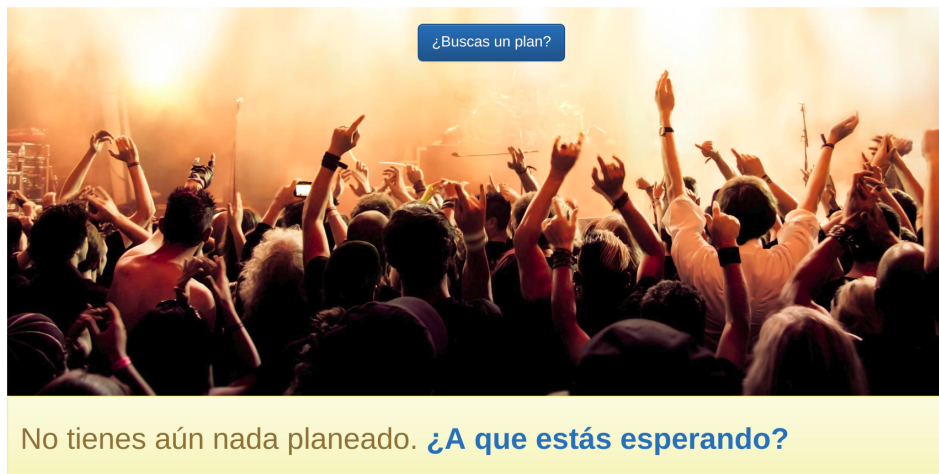 ¿Buscas un plan?
No tienes aún nada planeado. ¿A que estás esperando?